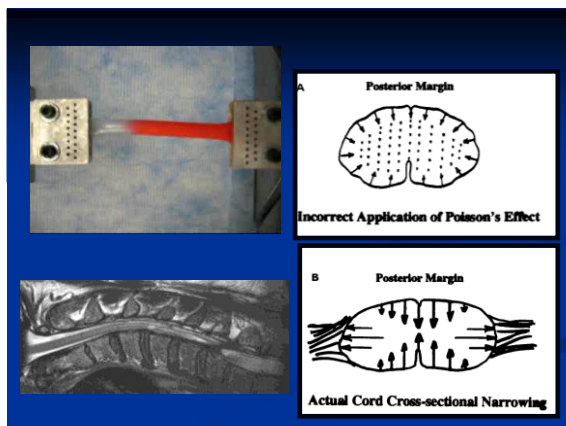 A
Posterior Margin
Incorrect Application of Poisson's Effect
B
Posterior Margin
Actual Cord Cross-sectional Narrowing